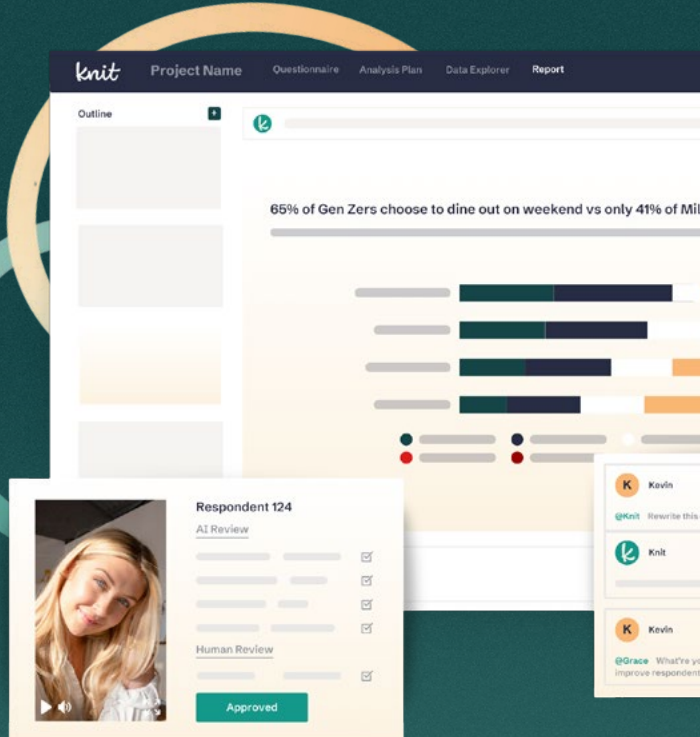 knit Project Name Questionnaire Analysis Plan Data Explorer Report
Outline
65% of Gen Zers choose to dine out on weekend vs only 41% of Mil
Respondent 124
AI Review
Human Review
Approved
K Kevin
@Knit Rewrite this
Knit
K Kevin
@Grace What're yo
improve respondent